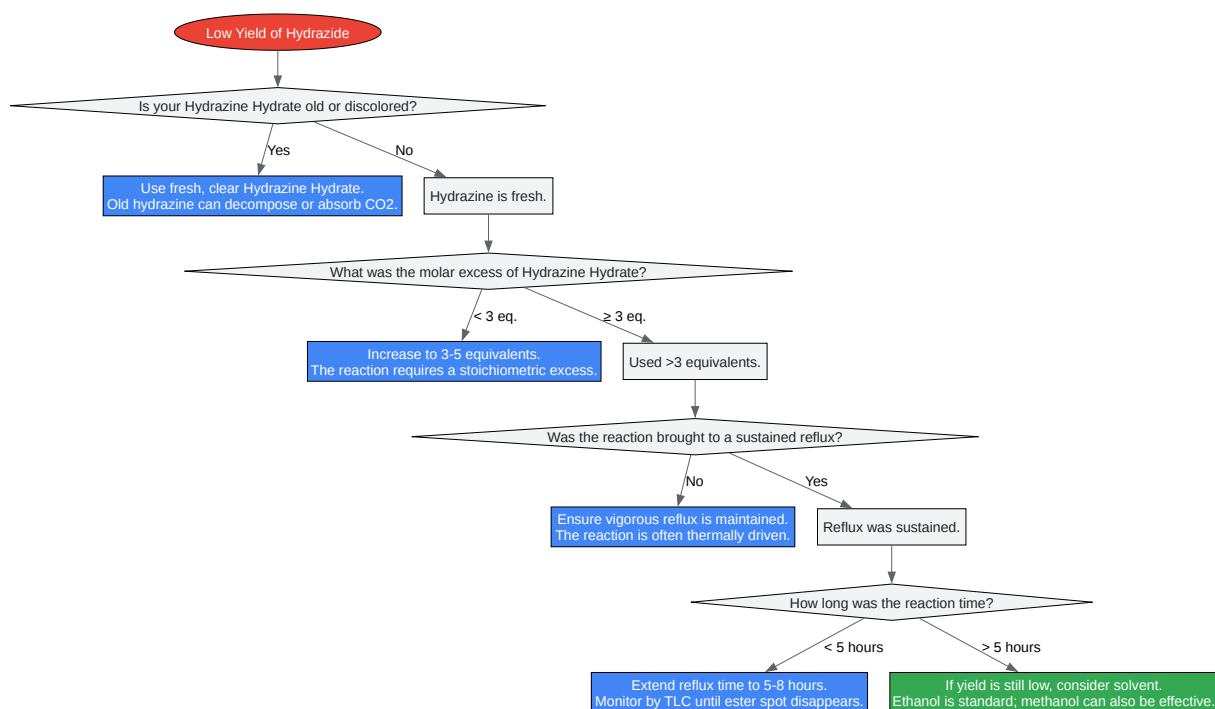 Low Yield of Hydrazide
Is your Hydrazine Hydrate old or discolored?
Yes
No
Use fresh, clear Hydrazine Hydrate.
Old hydrazine can decompose or absorb CO2.
Hydrazine is fresh.
What was the molar excess of Hydrazine Hydrate?
< 3 eq.
≥ 3 eq.
Increase to 3-5 equivalents.
The reaction requires a stoichiometric excess.
Used >3 equivalents.
Was the reaction brought to a sustained reflux?
No
Yes
Ensure vigorous reflux is maintained.
The reaction is often thermally driven.
Reflux was sustained.
How long was the reaction time?
< 5 hours
> 5 hours
Extend reflux time to 5-8 hours.
Monitor by TLC until ester spot disappears.
If yield is still low, consider solvent.
Ethanol is standard; methanol can also be effective.